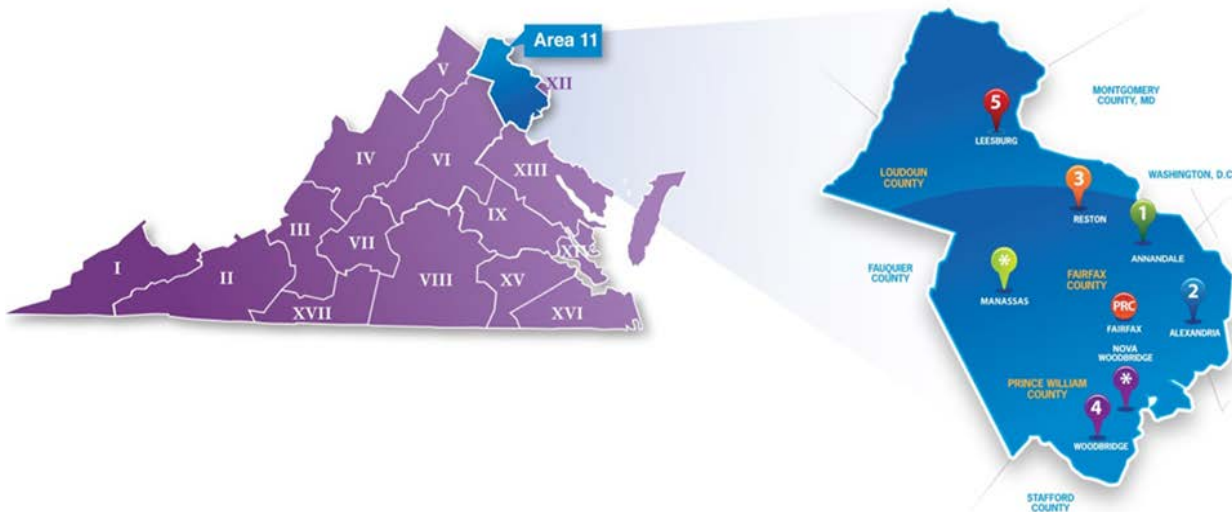 Area 11
V
XII
IV
VI
XIII
III
IX
VII
XIV
I
II
VIII
XV
XVII
XVI
MONTGOMERY
COUNTY, MD
5
LEESBURG
LOUDOUN
COUNTY
3
RESTON
WASHINGTON, D.C
1
ANNANDALE
FAUQUIER
COUNTY
*
MANASSAS
FAIRFAX
COUNTY
2
ALEXANDRIA
PRC
FAIRFAX
NOVA
WOODBRIDGE
*
PRINCE WILLIAM
COUNTY
4
WOODBRIDGE
STAFFORD
COUNTY